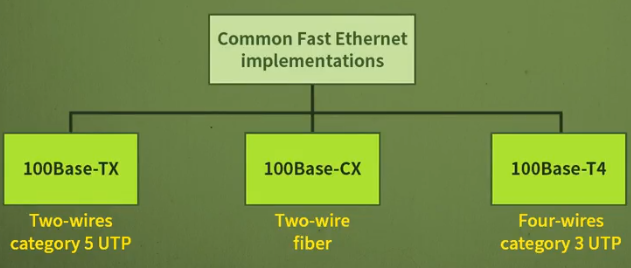 Common Fast Ethernet
implementations
100Base-TX
100Base-CX
100Base-T4
Two-wires
category 5 UTP
Two-wire
fiber
Four-wires
category 3 UTP